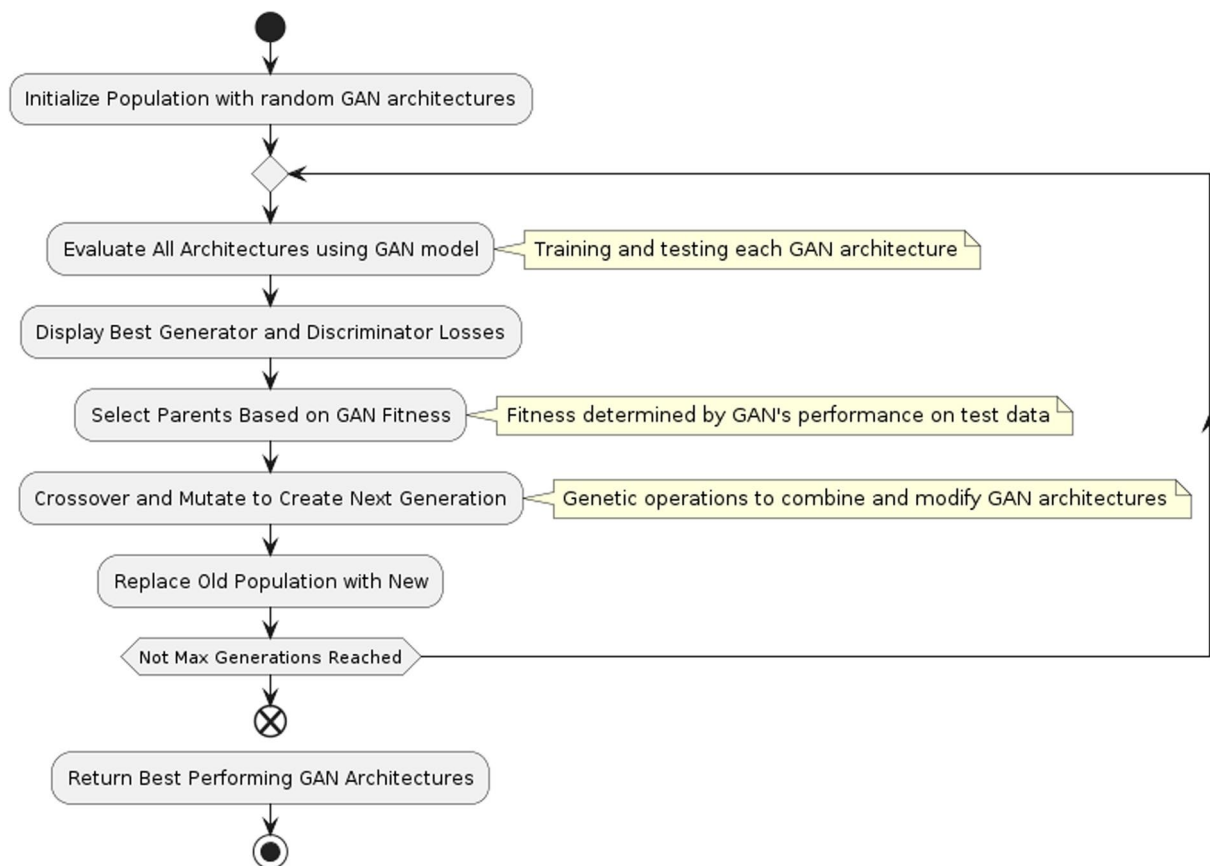 Initialize Population with random GAN architectures
Evaluate All Architectures using GAN model
Training and testing each GAN architecture
Display Best Generator and Discriminator Losses
Select Parents Based on GAN Fitness
Fitness determined by GAN's performance on test data
Crossover and Mutate to Create Next Generation
Genetic operations to combine and modify GAN architectures
Replace Old Population with New
Not Max Generations Reached
Return Best Performing GAN Architectures